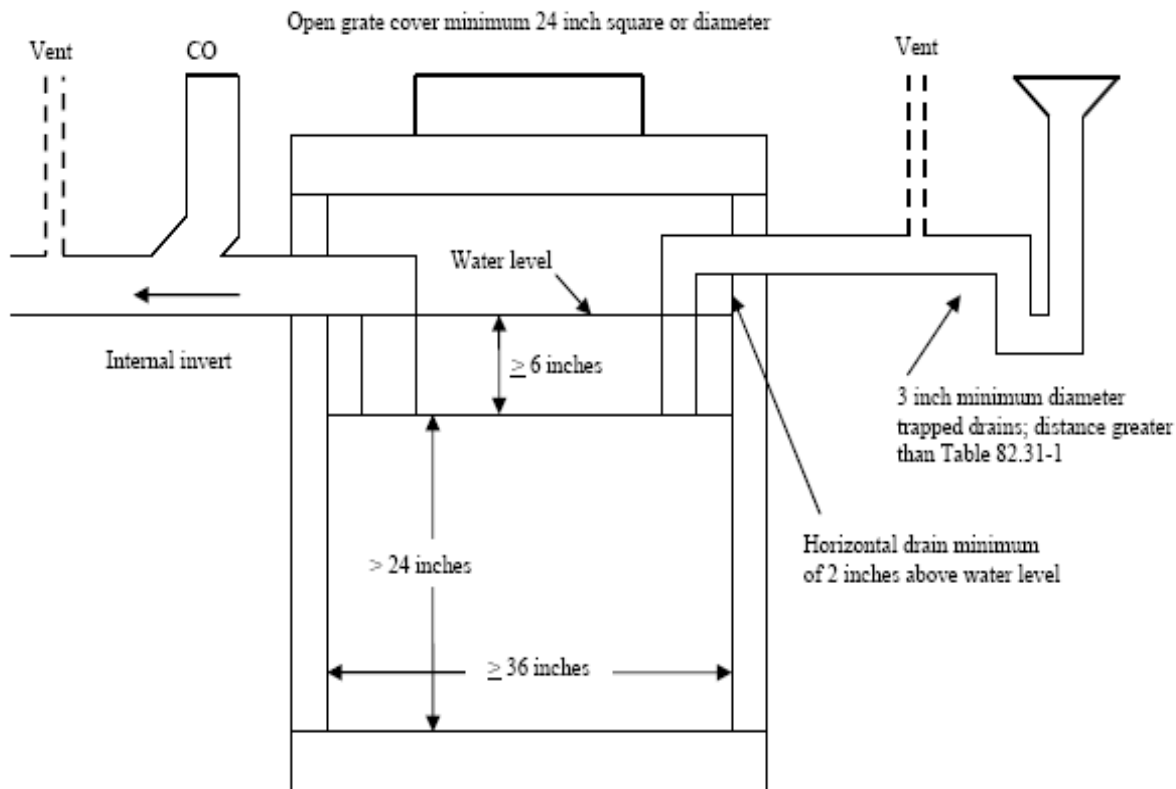 Open grate cover minimum 24 inch square or diameter
Vent
CO
Vent
Water level
Internal invert
≥ 6 inches
3 inch minimum diameter
trapped drains; distance greater
than Table 82.31-1
> 24 inches
Horizontal drain minimum
of 2 inches above water level
≥ 36 inches